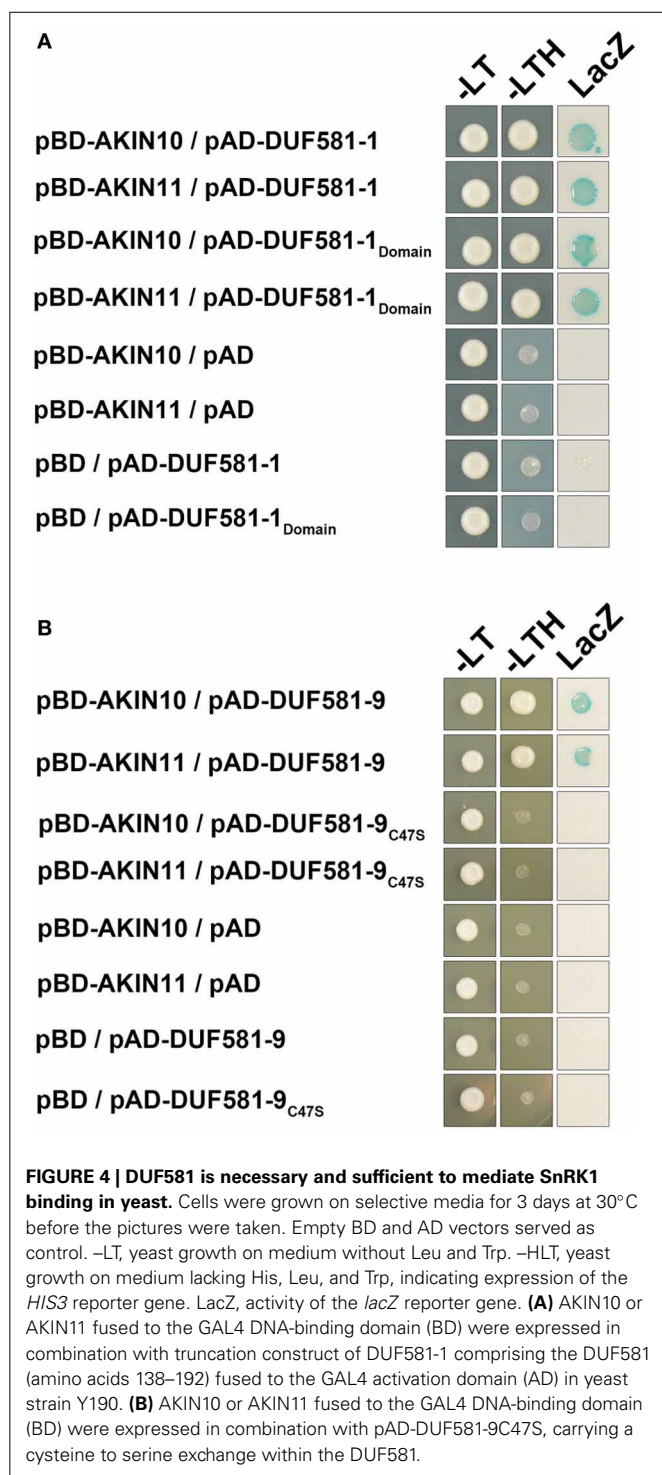 A
-LT -LTH LacZ
pBD-AKIN10 / pAD-DUF581-1
pBD-AKIN11 / pAD-DUF581-1
pBD-AKIN10 / pAD-DUF581-1Domain
pBD-AKIN11 / pAD-DUF581-1Domain
pBD-AKIN10 / pAD
pBD-AKIN11 / pAD
pBD / pAD-DUF581-1
pBD / pAD-DUF581-1Domain
B
-LT -LTH LacZ
pBD-AKIN10 / pAD-DUF581-9
pBD-AKIN11 / pAD-DUF581-9
pBD-AKIN10 / pAD-DUF581-9C47S
pBD-AKIN11 / pAD-DUF581-9C47S
pBD-AKIN10 / pAD
pBD-AKIN11 / pAD
pBD / pAD-DUF581-9
pBD / pAD-DUF581-9C47S
FIGURE 4 | DUF581 is necessary and sufficient to mediate SnRK1
binding in yeast. Cells were grown on selective media for 3 days at 30°C
before the pictures were taken. Empty BD and AD vectors served as
control. –LT, yeast growth on medium without Leu and Trp. –HLT, yeast
growth on medium lacking His, Leu, and Trp, indicating expression of the
HIS3 reporter gene. LacZ, activity of the lacZ reporter gene. (A) AKIN10 or
AKIN11 fused to the GAL4 DNA-binding domain (BD) were expressed in
combination with truncation construct of DUF581-1 comprising the DUF581
(amino acids 138–192) fused to the GAL4 activation domain (AD) in yeast
strain Y190. (B) AKIN10 or AKIN11 fused to the GAL4 DNA-binding domain
(BD) were expressed in combination with pAD-DUF581-9C47S, carrying a
cysteine to serine exchange within the DUF581.